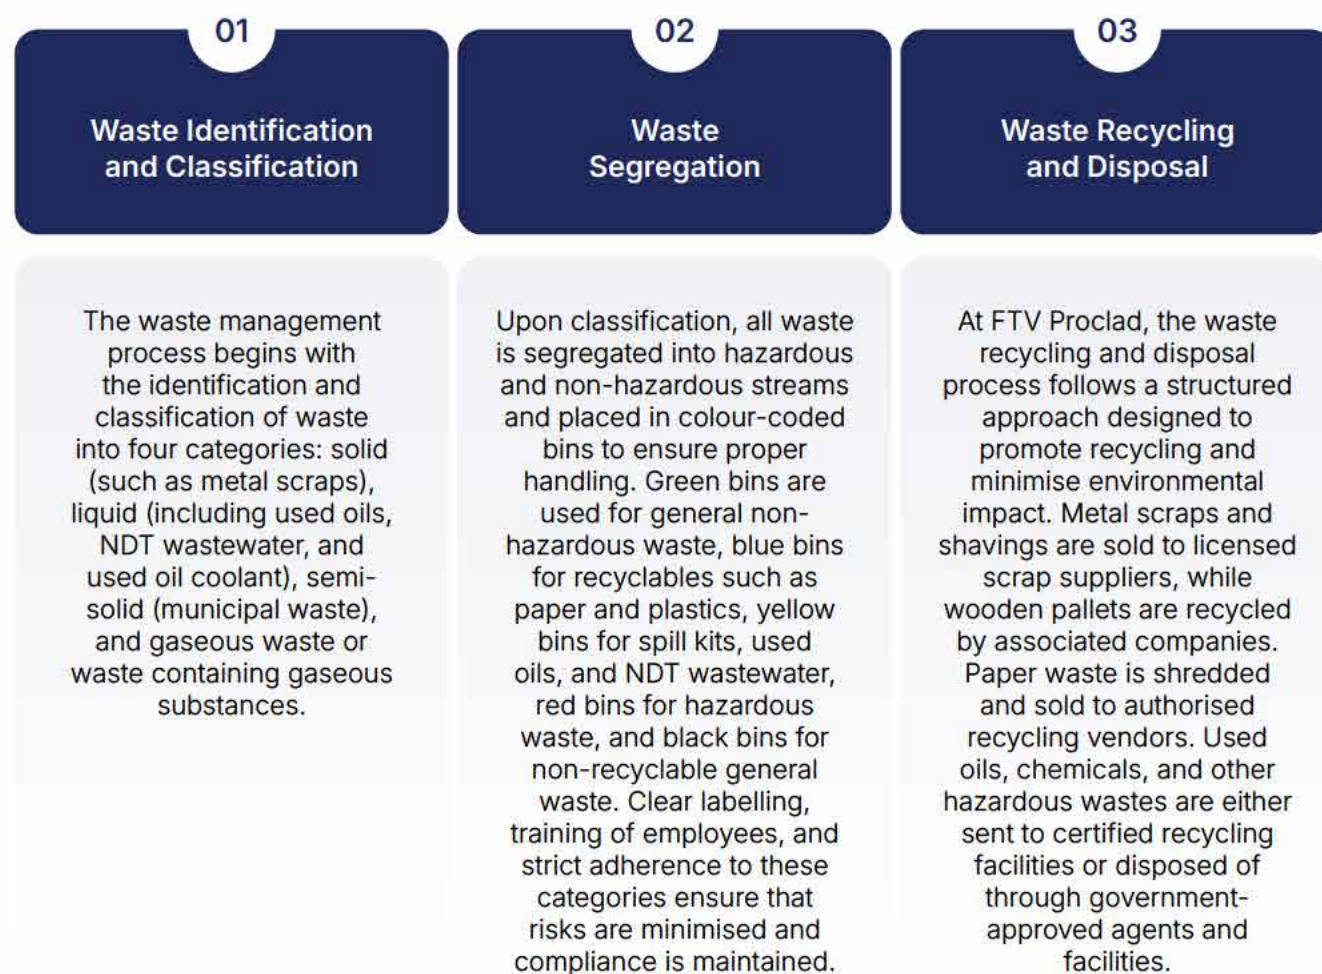 01
Waste Identification
and Classification
The waste management
process begins with
the identification and
classification of waste
into four categories: solid
(such as metal scraps),
liquid (including used oils,
NDT wastewater, and
used oil coolant), semi-
solid (municipal waste),
and gaseous waste or
waste containing gaseous
substances.
02
Waste
Segregation
Upon classification, all waste
is segregated into hazardous
and non-hazardous streams
and placed in colour-coded
bins to ensure proper
handling. Green bins are
used for general non-
hazardous waste, blue bins
for recyclables such as
paper and plastics, yellow
bins for spill kits, used
oils, and NDT wastewater,
red bins for hazardous
waste, and black bins for
non-recyclable general
waste. Clear labelling,
training of employees, and
strict adherence to these
categories ensure that
risks are minimised and
compliance is maintained.
03
Waste Recycling
and Disposal
At FTV Proclad, the waste
recycling and disposal
process follows a structured
approach designed to
promote recycling and
minimise environmental
impact. Metal scraps and
shavings are sold to licensed
scrap suppliers, while
wooden pallets are recycled
by associated companies.
Paper waste is shredded
and sold to authorised
recycling vendors. Used
oils, chemicals, and other
hazardous wastes are either
sent to certified recycling
facilities or disposed of
through government-
approved agents and
facilities.